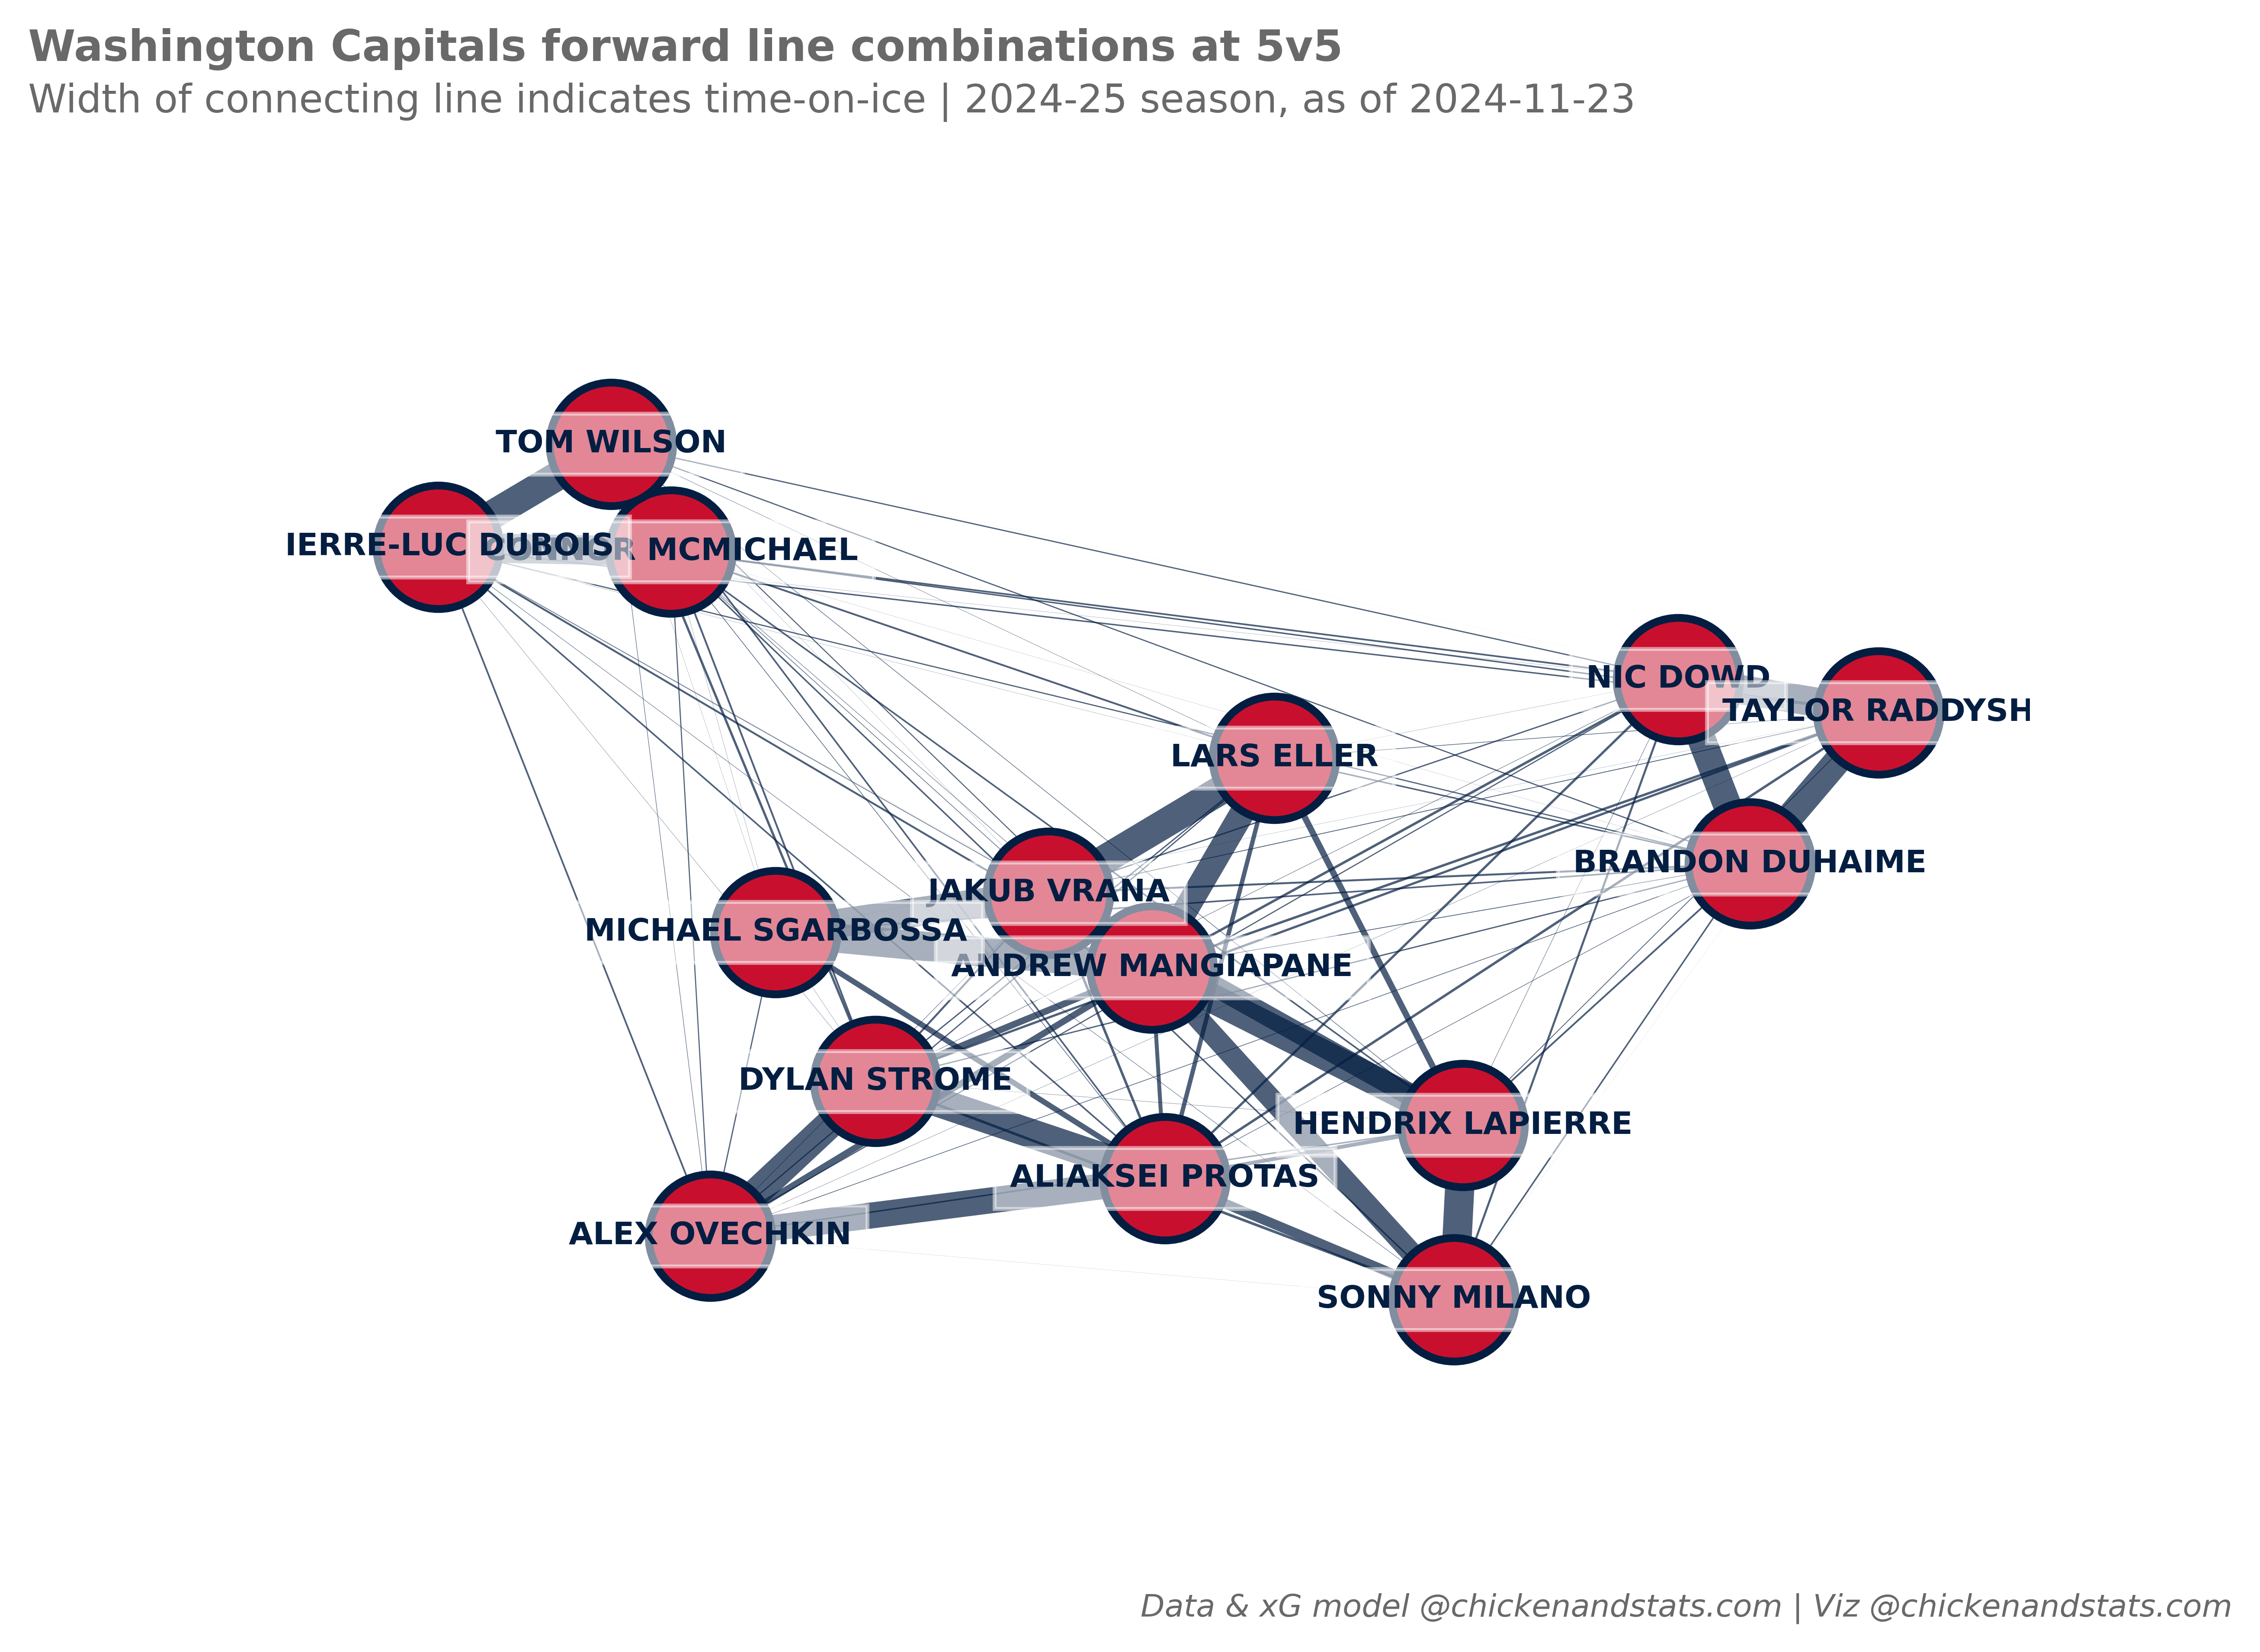 Washington Capitals forward line combinations at 5v5
Width of connecting line indicates time-on-ice | 2024-25 season, as of 2024-11-23
TOM WILSON
IERRE-LUC DUBOIS
CONNOR MCMICHAEL
NIC DOWD
TAYLOR RADDYSH
LARS ELLER
BRANDON DUHAIME
JAKUB VRANA
MICHAEL SGARBOSSA
ANDREW MANGIAPANE
DYLAN STROME
HENDRIX LAPIERRE
ALIAKSEI PROTAS
ALEX OVECHKIN
SONNY MILANO
Data & xG model @chickenandstats.com | Viz @chickenandstats.com